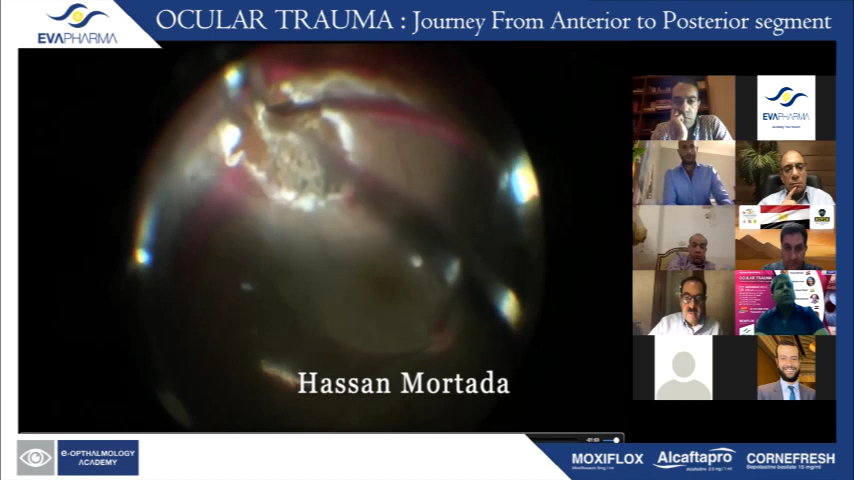 EVAPHARMA
OCULAR TRAUMA : Journey From Anterior to Posterior segment
EVAPHARMA
OCULAR TRAUMA
Hassan Mortada
e-OPTHALMOLOGY
ACADEMY
MOXIFLOX
Alcaftapro
CORNEFRESH